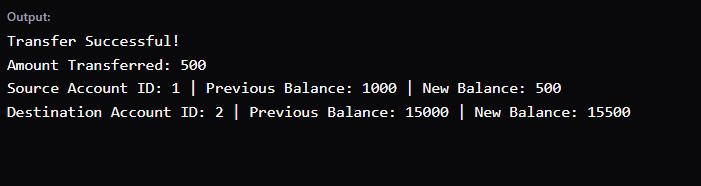 Output:
Transfer Successful!
Amount Transferred: 500
Source Account ID: 1 | Previous Balance: 1000 | New Balance: 500
Destination Account ID: 2 | Previous Balance: 15000 | New Balance: 15500